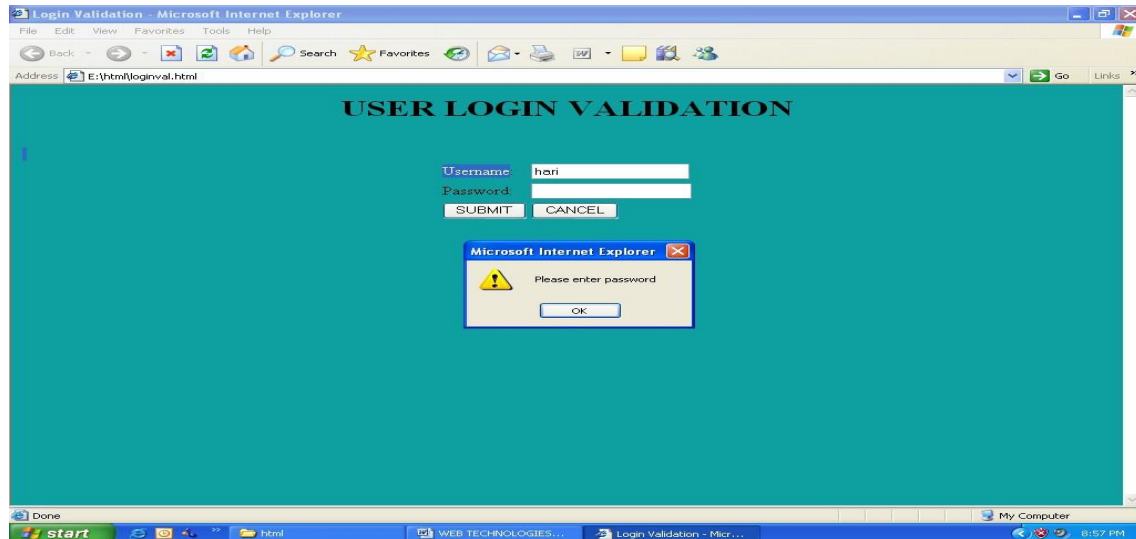 Login Validation - Microsoft Internet Explorer
File Edit View Favorites Tools Help
Back Search Favorites
Address E:\html\loginval.html Go Links »
USER LOGIN VALIDATION
Username: hari
Password:
SUBMIT CANCEL
Microsoft Internet Explorer
Please enter password
OK
Done My Computer
start » html WEB TECHNOLOGIES... Login Validation - Micr... 8:57 PM